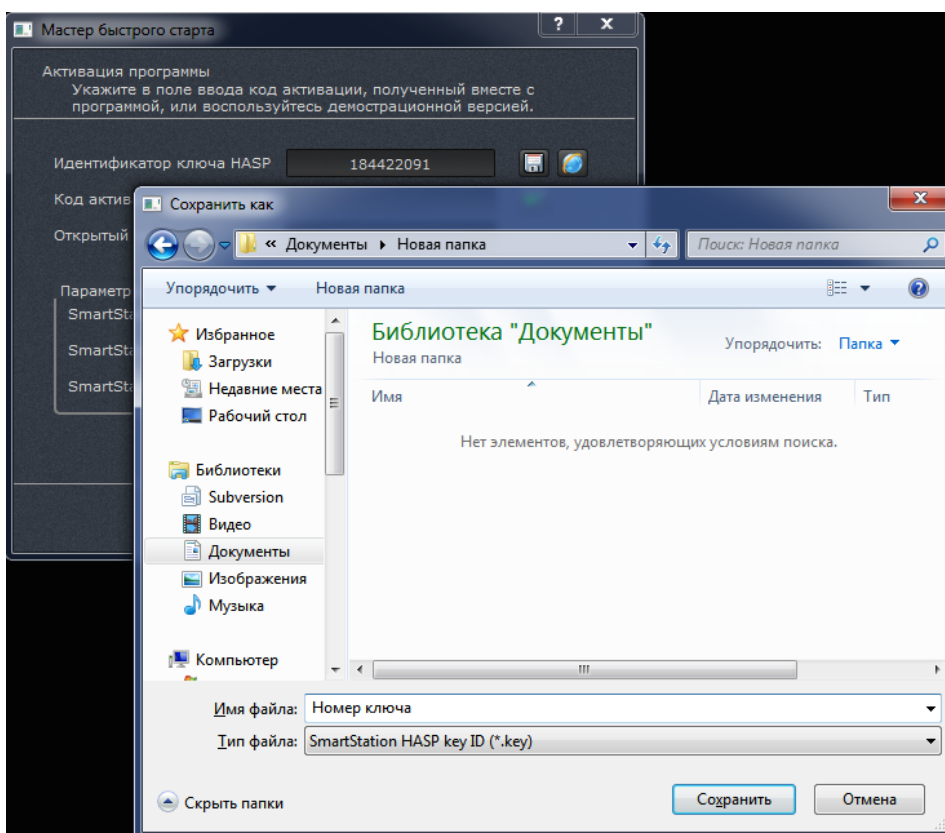 Мастер быстрого старта
Активация программы
Укажите в поле ввода код активации, полученный вместе с
программой, или воспользуйтесь демострационной версией.
Идентификатор ключа HASP 184422091
Код актив
Открытый
Параметр
SmartSta
SmartSta
SmartSta
Сохранить как
« Документы Новая папка
Поиск: Новая папка
Упорядочить Новая папка
Избранное
Загрузки
Недавние места
Рабочий стол
Библиотеки
Subversion
Видео
Документы
Изображения
Музыка
Компьютер
Библиотека "Документы"
Новая папка
Упорядочить: Папка
Имя Дата изменения Тип
Нет элементов, удовлетворяющих условиям поиска.
Имя файла: Номер ключа
Тип файла: SmartStation HASP key ID (*.key)
Скрыть папки
Сохранить Отмена